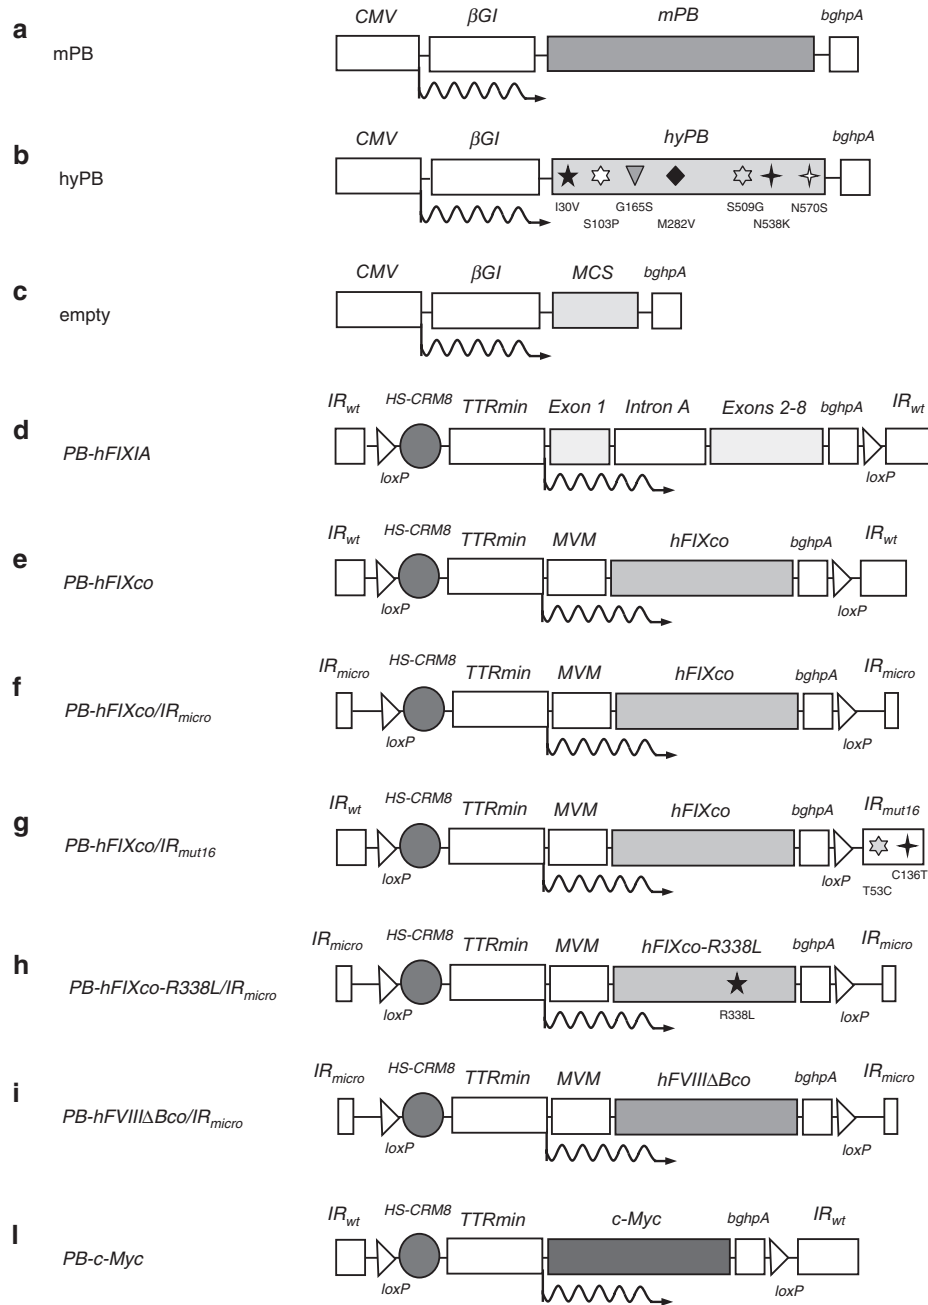 a
mPB
CMV βGI mPB bghpA
b
hyPB
CMV βGI hyPB bghpA
I30V G165S S509G N570S
S103P M282V N538K
c
empty
CMV βGI MCS bghpA
d
PB-hFIXIA
IRwt HS-CRM8 TTRmin Exon 1 Intron A Exons 2-8 bghpA IRwt
loxP loxP
e
PB-hFIXco
IRwt HS-CRM8 TTRmin MVM hFIXco bghpA IRwt
loxP loxP
f
PB-hFIXco/IRmicro
IRmicro HS-CRM8 TTRmin MVM hFIXco bghpA IRmicro
loxP loxP
g
PB-hFIXco/IRmut16
IRwt HS-CRM8 TTRmin MVM hFIXco bghpA IRmut16
C136T
loxP loxP T53C
h
PB-hFIXco-R338L/IRmicro
IRmicro HS-CRM8 TTRmin MVM hFIXco-R338L bghpA IRmicro
loxP R338L loxP
i
PB-hFVIIIΔBco/IRmicro
IRmicro HS-CRM8 TTRmin MVM hFVIIIΔBco bghpA IRmicro
loxP loxP
l
PB-c-Myc
IRwt HS-CRM8 TTRmin c-Myc bghpA IRwt
loxP loxP